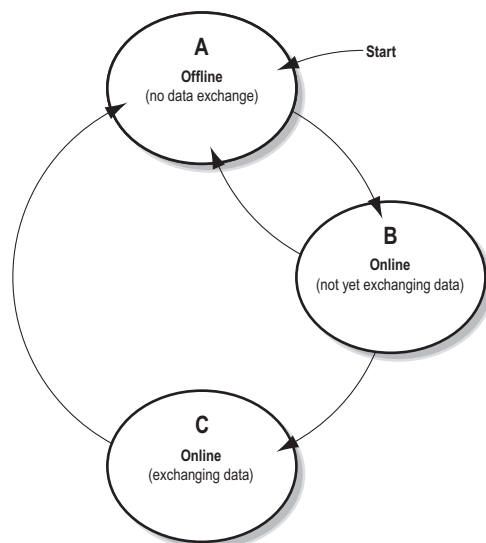 A
Offline
(no data exchange)
Start
B
Online
(not yet exchanging data)
C
Online
(exchanging data)